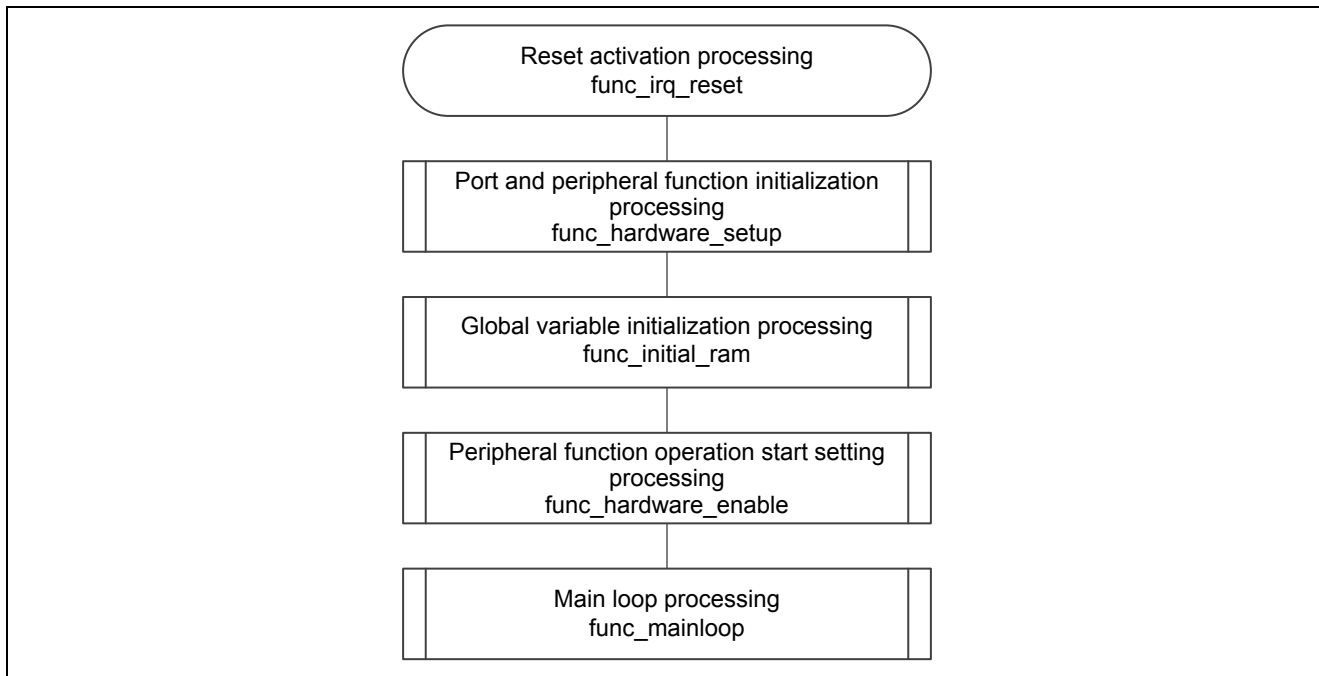 Reset activation processing
func_irq_reset
Port and peripheral function initialization
processing
func_hardware_setup
Global variable initialization processing
func_initial_ram
Peripheral function operation start setting
processing
func_hardware_enable
Main loop processing
func_mainloop